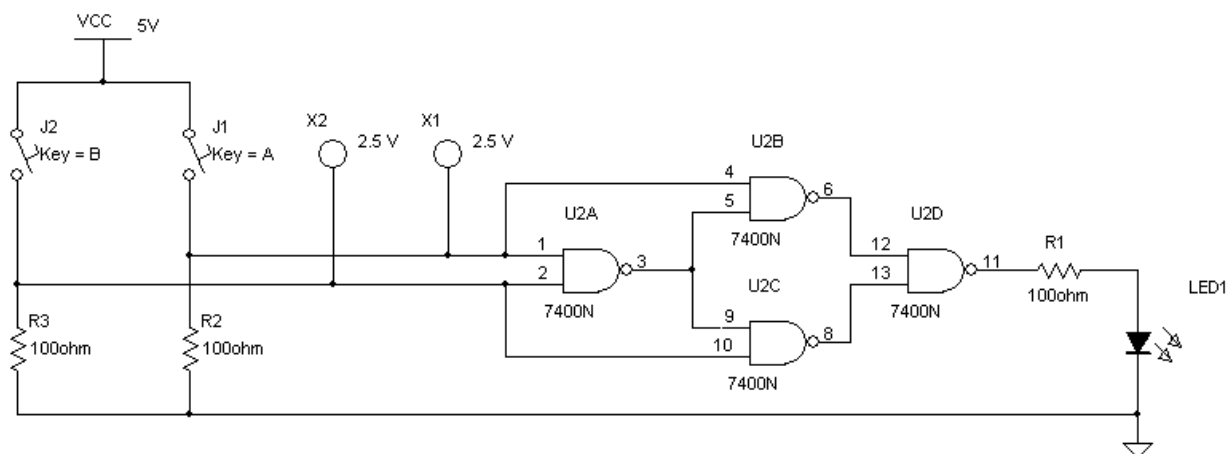 VCC
5V
J2
Key = B
J1
Key = A
X2
2.5 V
X1
2.5 V
U2B
4
5
6
7400N
U2A
1
2
3
7400N
U2C
9
10
8
7400N
U2D
12
13
11
7400N
R1
100ohm
LED1
R3
100ohm
R2
100ohm